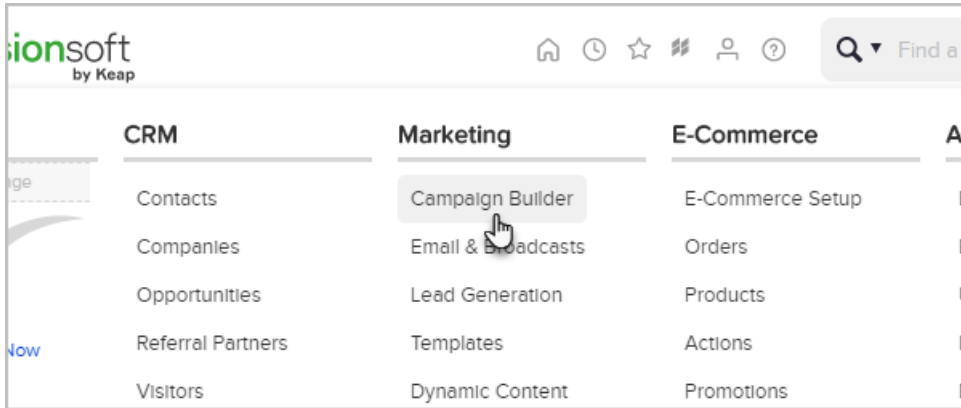 ionsoft
by Keap
Find a
CRM Marketing E-Commerce A
Contacts Campaign Builder E-Commerce Setup
Companies Email & Broadcasts Orders
Opportunities Lead Generation Products
Now Referral Partners Templates Actions
Visitors Dynamic Content Promotions